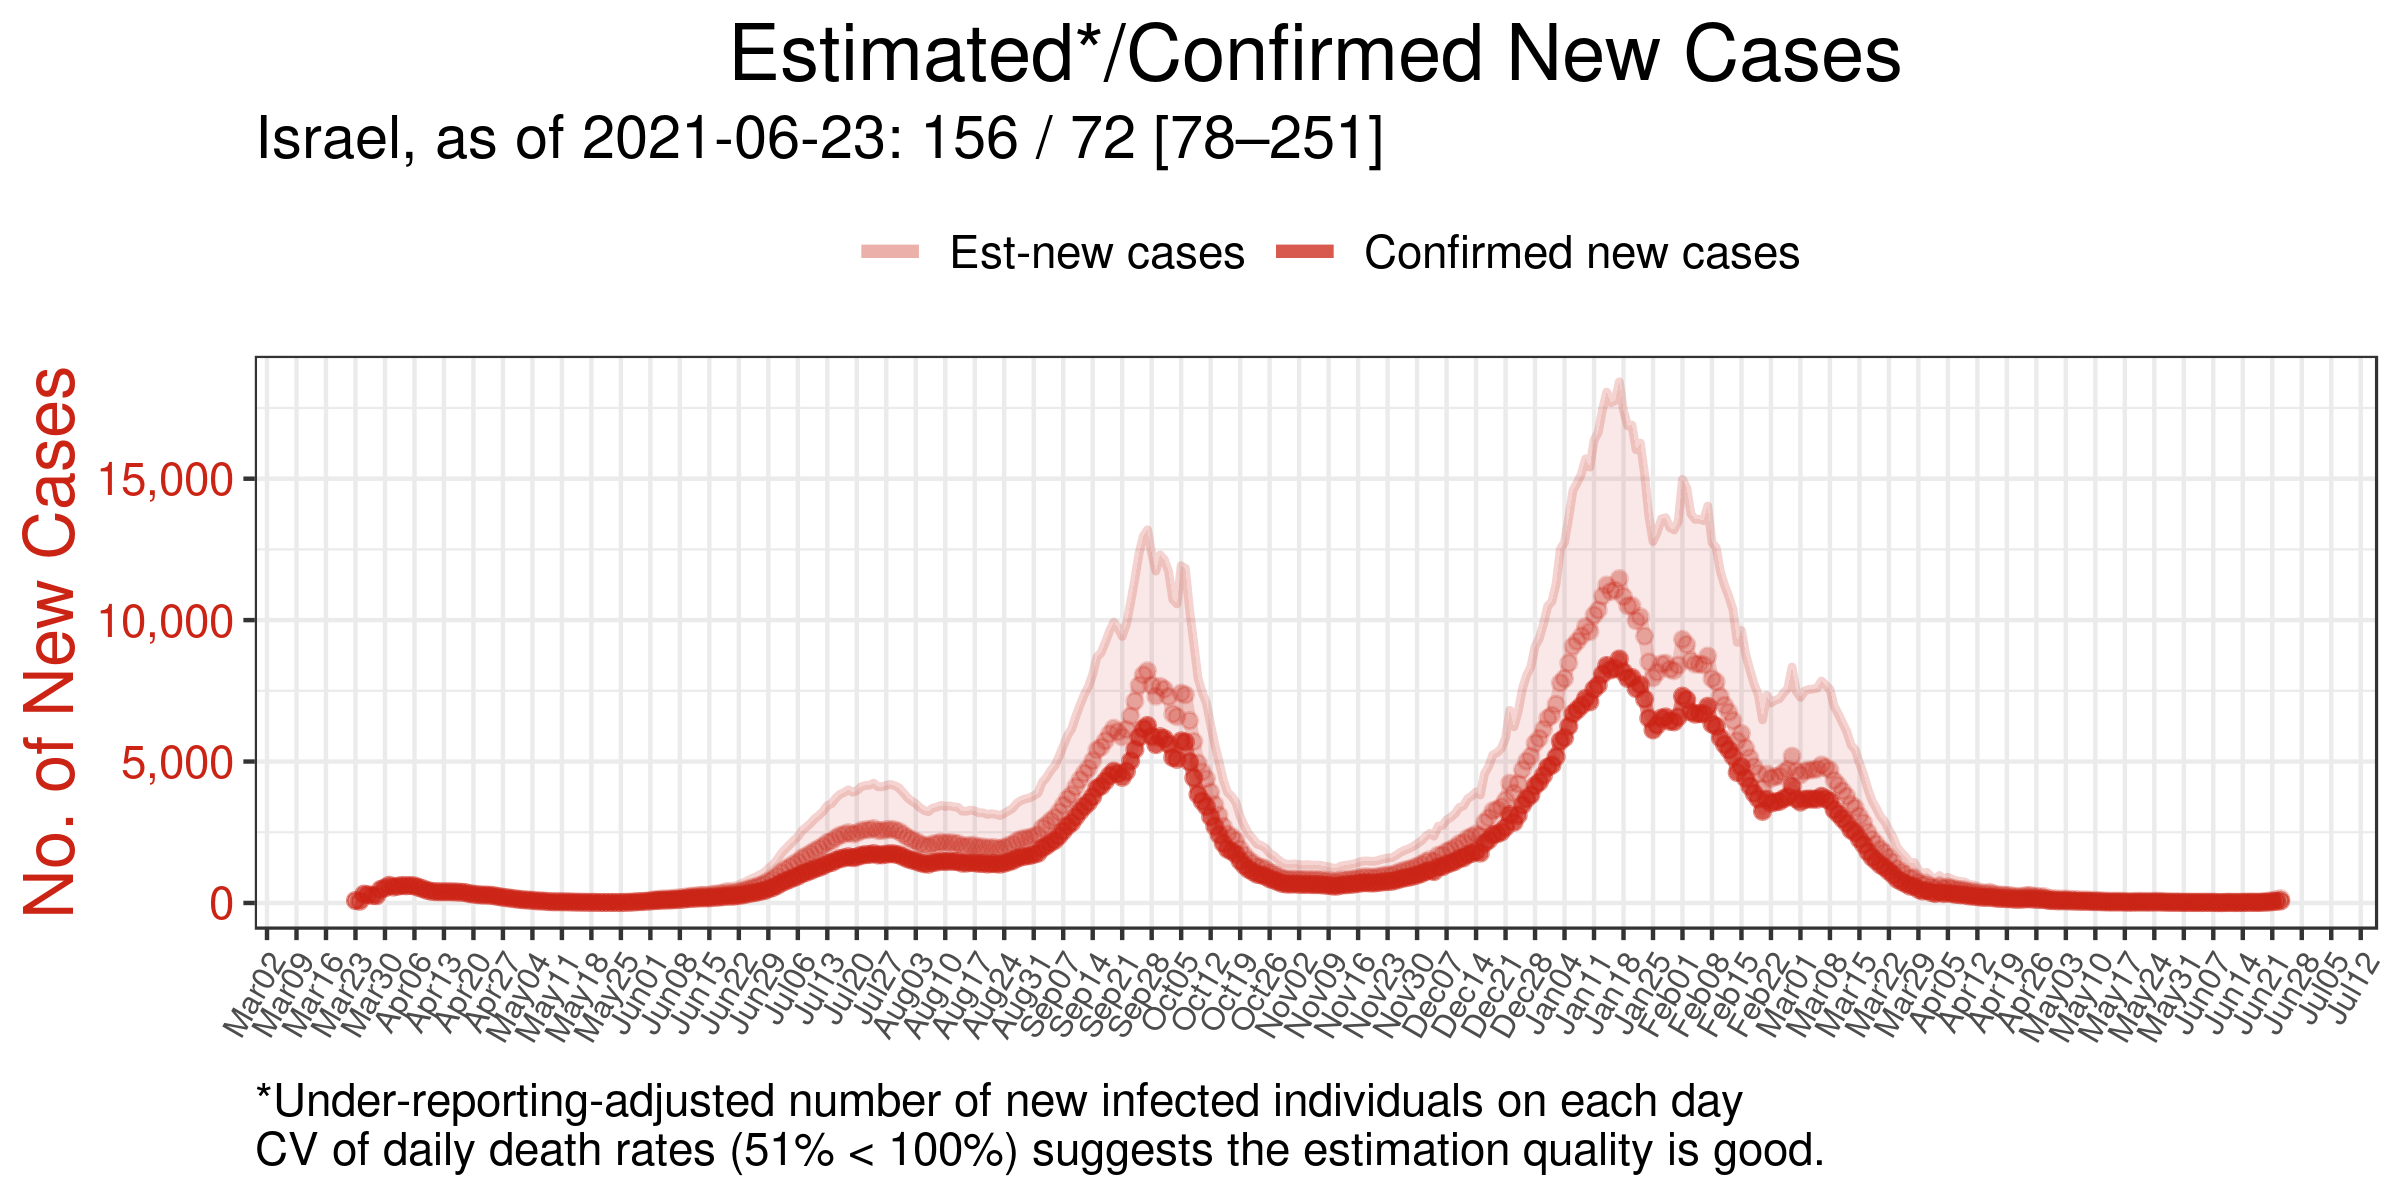 Estimated*/Confirmed New Cases
Israel, as of 2021-06-23: 156 / 72 [78–251]
Est-new cases Confirmed new cases
No. of New Cases
15,000
10,000
5,000
0
Mar02 Mar09 Mar16 Mar23 Mar30 Apr06 Apr13 Apr20 Apr27 May04 May11 May18 May25 Jun01 Jun08 Jun15 Jun22 Jun29 Jul06 Jul13 Jul20 Jul27 Aug03 Aug10 Aug17 Aug24 Aug31 Sep07 Sep14 Sep21 Sep28 Oct05 Oct12 Oct19 Oct26 Nov02 Nov09 Nov16 Nov23 Nov30 Dec07 Dec14 Dec21 Dec28 Jan04 Jan11 Jan18 Jan25 Feb01 Feb08 Feb15 Feb22 Mar01 Mar08 Mar15 Mar22 Mar29 Apr05 Apr12 Apr19 Apr26 May03 May10 May17 May24 May31 Jun07 Jun14 Jun21 Jun28 Jul05 Jul12
*Under-reporting-adjusted number of new infected individuals on each day
CV of daily death rates (51% < 100%) suggests the estimation quality is good.